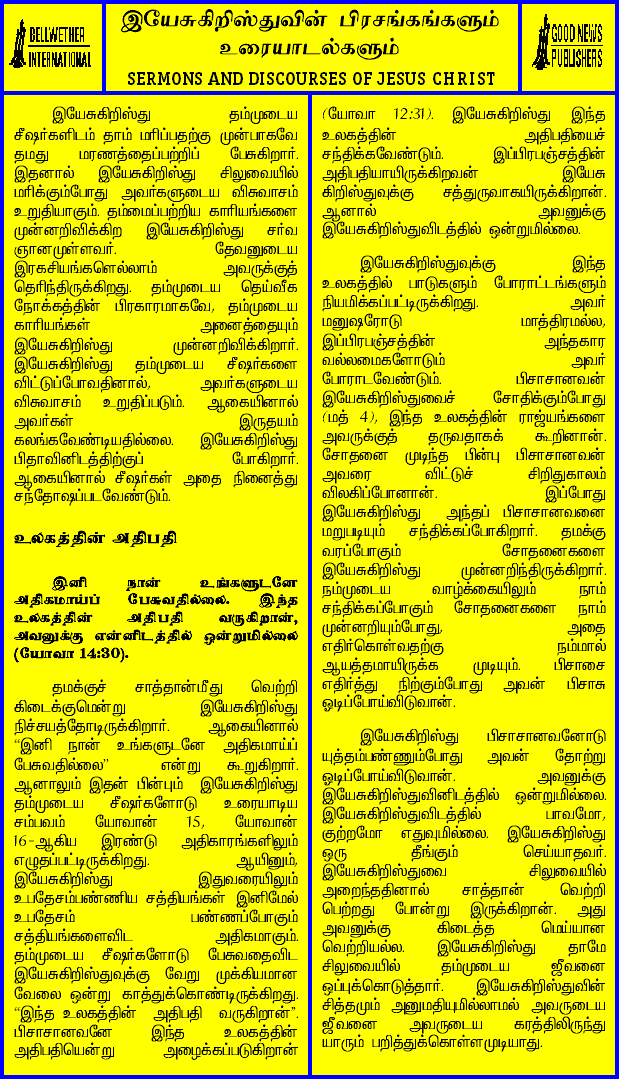 BELLWETHER
INTERNATIONAL
இயேசுகிறிஸ்துவின் பிரசங்கங்களும்
உரையாடல்களும்
SERMONS AND DISCOURSES OF JESUS CHRIST
GOOD NEWS
PUBLISHERS
இயேசுகிறிஸ்து தம்முடைய
சீஷர்களிடம் தாம் மரிப்பதற்கு முன்பாகவே
தமது மரணத்தைப்பற்றிப் பேசுகிறார்.
இதனால் இயேசுகிறிஸ்து சிலுவையில்
மரிக்கும்போது அவர்களுடைய விசுவாசம்
உறுதியாகும். தம்மைப்பற்றிய காரியங்களை
முன்னறிவிக்கிற இயேசுகிறிஸ்து சர்வ
ஞானமுள்ளவர். தேவனுடைய
இரகசியங்களெல்லாம் அவருக்குத்
தெரிந்திருக்கிறது. தம்முடைய தெய்வீக
நோக்கத்தின் பிரகாரமாகவே, தம்முடைய
காரியங்கள் அனைத்தையும்
இயேசுகிறிஸ்து முன்னறிவிக்கிறார்.
இயேசுகிறிஸ்து தம்முடைய சீஷர்களை
விட்டுப்போவதினால், அவர்களுடைய
விசுவாசம் உறுதிப்படும். ஆகையினால்
அவர்கள் இருதயம்
கலங்கவேண்டியதில்லை. இயேசுகிறிஸ்து
பிதாவினிடத்திற்குப் போகிறார்.
ஆகையினால் சீஷர்கள் அதை நினைத்து
சந்தோஷப்படவேண்டும்.
உலகத்தின் அதிபதி
இனி நான் உங்களுடனே
அதிகமாய்ப் பேசுவதில்லை. இந்த
உலகத்தின் அதிபதி வருகிறான்,
அவனுக்கு என்னிடத்தில் ஒன்றுமில்லை
(யோவா 14:30).
தமக்குச் சாத்தான்மீது வெற்றி
கிடைக்குமென்று இயேசுகிறிஸ்து
நிச்சயத்தோடிருக்கிறார். ஆகையினால்
“இனி நான் உங்களுடனே அதிகமாய்ப்
பேசுவதில்லை” என்று கூறுகிறார்.
ஆனாலும் இதன் பின்பும் இயேசுகிறிஸ்து
தம்முடைய சீஷர்களோடு உரையாடிய
சம்பவம் யோவான் 15, யோவான்
16-ஆகிய இரண்டு அதிகாரங்களிலும்
எழுதப்பட்டிருக்கிறது. ஆயினும்,
இயேசுகிறிஸ்து இதுவரையிலும்
உபதேசம்பண்ணிய சத்தியங்கள் இனிமேல்
உபதேசம் பண்ணப்போகும்
சத்தியங்களைவிட அதிகமாகும்.
தம்முடைய சீஷர்களோடு பேசுவதைவிட
இயேசுகிறிஸ்துவுக்கு வேறு முக்கியமான
வேலை ஒன்று காத்துக்கொண்டிருக்கிறது.
“இந்த உலகத்தின் அதிபதி வருகிறான்”.
பிசாசானவனே இந்த உலகத்தின்
அதிபதியென்று அழைக்கப்படுகிறான்
(யோவா 12:31). இயேசுகிறிஸ்து இந்த
உலகத்தின் அதிபதியைச்
சந்திக்கவேண்டும். இப்பிரபஞ்சத்தின்
அதிபதியாயிருக்கிறவன் இயேசு
கிறிஸ்துவுக்கு சத்துருவாகயிருக்கிறான்.
ஆனால் அவனுக்கு
இயேசுகிறிஸ்துவிடத்தில் ஒன்றுமில்லை.
இயேசுகிறிஸ்துவுக்கு இந்த
உலகத்தில் பாடுகளும் போராட்டங்களும்
நியமிக்கப்பட்டிருக்கிறது. அவர்
மனுஷரோடு மாத்திரமல்ல,
இப்பிரபஞ்சத்தின் அந்தகார
வல்லமைகளோடும் அவர்
போராடவேண்டும். பிசாசானவன்
இயேசுகிறிஸ்துவைச் சோதிக்கும்போது
(மத் 4), இந்த உலகத்தின் ராஜ்யங்களை
அவருக்குத் தருவதாகக் கூறினான்.
சோதனை முடிந்த பின்பு பிசாசானவன்
அவரை விட்டுச் சிறிதுகாலம்
விலகிப்போனான். இப்போது
இயேசுகிறிஸ்து அந்தப் பிசாசானவனை
மறுபடியும் சந்திக்கப்போகிறார். தமக்கு
வரப்போகும் சோதனைகளை
இயேசுகிறிஸ்து முன்னறிந்திருக்கிறார்.
நம்முடைய வாழ்க்கையிலும் நாம்
சந்திக்கப்போகும் சோதனைகளை நாம்
முன்னறியும்போது, அதை
எதிர்கொள்வதற்கு நம்மால்
ஆயத்தமாயிருக்க முடியும். பிசாசை
எதிர்த்து நிற்கும்போது அவன் பிசாசு
ஓடிப்போய்விடுவான்.
இயேசுகிறிஸ்து பிசாசானவனோடு
யுத்தம்பண்ணும்போது அவன் தோற்று
ஓடிப்போய்விடுவான். அவனுக்கு
இயேசுகிறிஸ்துவினிடத்தில் ஒன்றுமில்லை.
இயேசுகிறிஸ்துவிடத்தில் பாவமோ,
குற்றமோ எதுவுமில்லை. இயேசுகிறிஸ்து
ஒரு தீங்கும் செய்யாதவர்.
இயேசுகிறிஸ்துவை சிலுவையில்
அறைந்ததினால் சாத்தான் வெற்றி
பெற்றது போன்று இருக்கிறான். அது
அவனுக்கு கிடைத்த மெய்யான
வெற்றியல்ல. இயேசுகிறிஸ்து தாமே
சிலுவையில் தம்முடைய ஜீவனை
ஒப்புக்கொடுத்தார். இயேசுகிறிஸ்துவின்
சித்தமும் அனுமதியுமில்லாமல் அவருடைய
ஜீவனை அவருடைய கரத்திலிருந்து
யாரும் பறித்துக்கொள்ளமுடியாது.